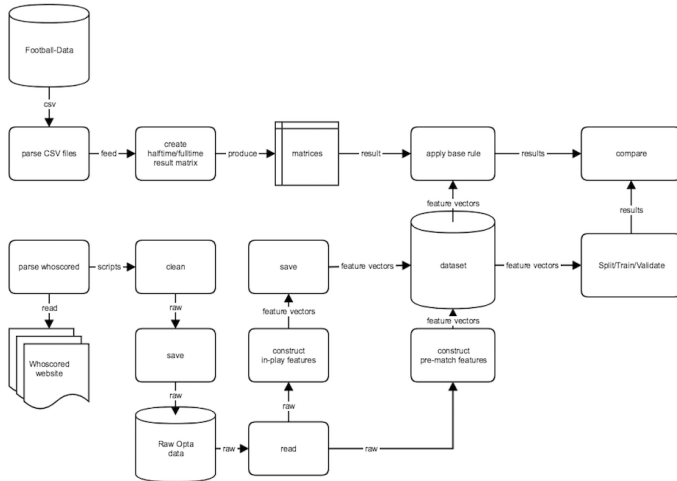 Football-Data
csv
parse CSV files
feed
create
halftime/fulltime
result matrix
produce
matrices
result
apply base rule
results
compare
feature vectors
results
parse whoscored
scripts
clean
save
feature vectors
dataset
feature vectors
Split/Train/Validate
read
raw
feature vectors
feature vectors
Whoscored
website
save
construct
in-play features
construct
pre-match features
raw
raw
Raw Opta
data
raw
read
raw